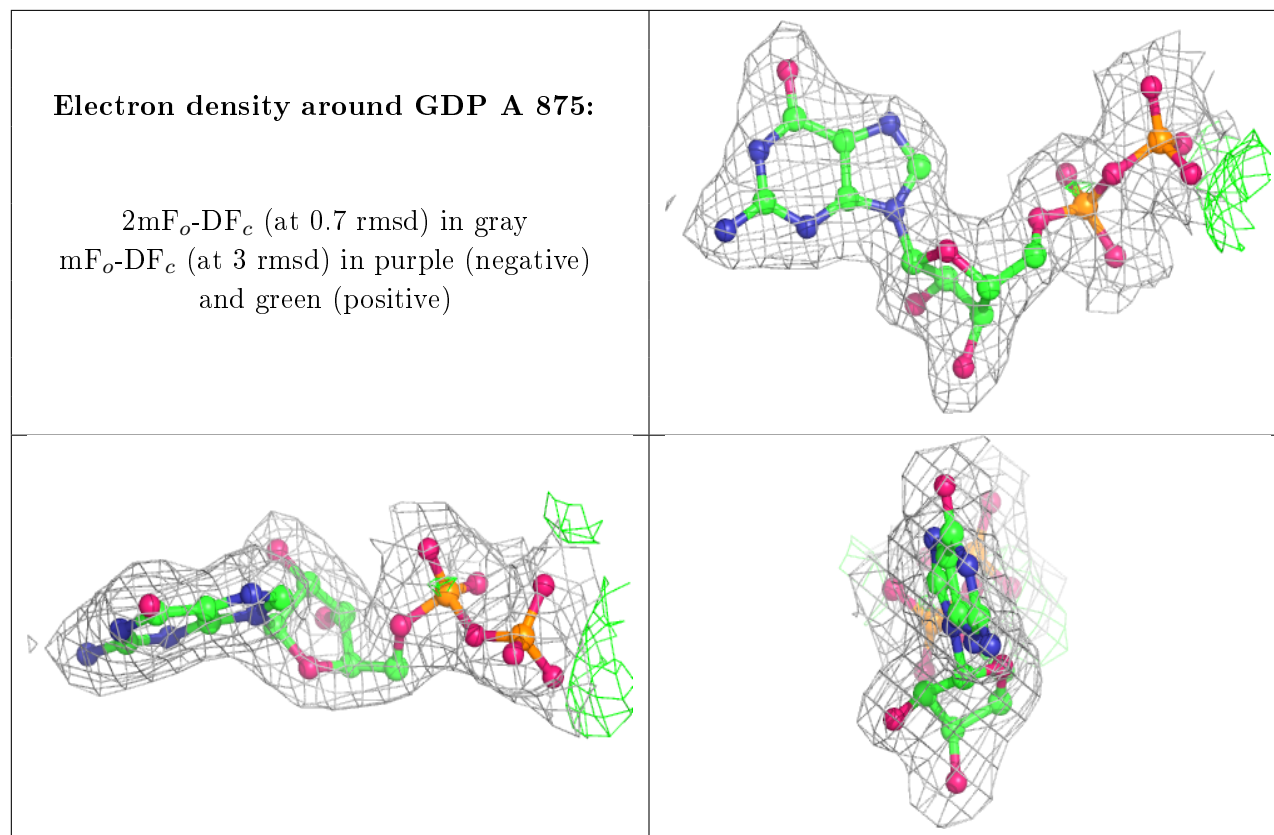 Electron density around GDP A 875:
2mFₒ-DF𝒸 (at 0.7 rmsd) in gray
mFₒ-DF𝒸 (at 3 rmsd) in purple (negative)
and green (positive)